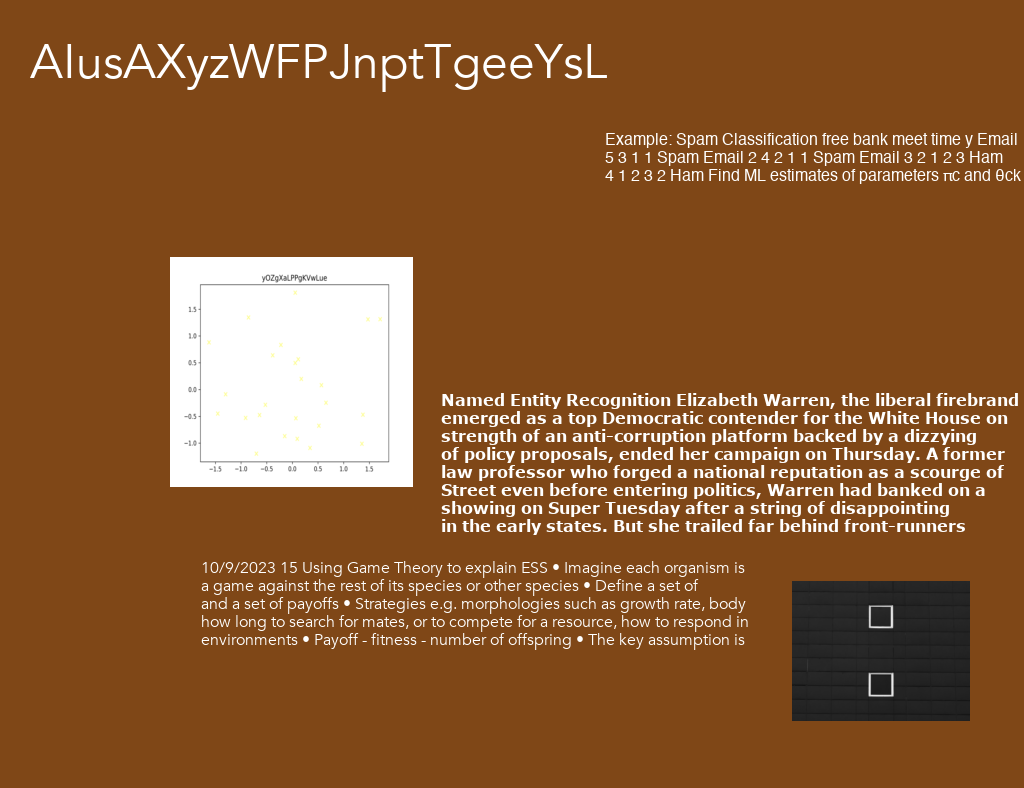 AIusAXyzWFPJnptTgeeYsL
Example: Spam Classification free bank meet time y Email
5 3 1 1 Spam Email 2 4 2 1 1 Spam Email 3 2 1 2 3 Ham
4 1 2 3 2 Ham Find ML estimates of parameters πc and θck
yOZgXaLPPgKVwLue
1.5
1.0
0.5
0.0
−0.5
−1.0
−1.5 −1.0 −0.5 0.0 0.5 1.0 1.5
Named Entity Recognition Elizabeth Warren, the liberal firebrand
emerged as a top Democratic contender for the White House on
strength of an anti-corruption platform backed by a dizzying
of policy proposals, ended her campaign on Thursday. A former
law professor who forged a national reputation as a scourge of
Street even before entering politics, Warren had banked on a
showing on Super Tuesday after a string of disappointing
in the early states. But she trailed far behind front-runners
10/9/2023 15 Using Game Theory to explain ESS • Imagine each organism is
a game against the rest of its species or other species • Define a set of
and a set of payoffs • Strategies e.g. morphologies such as growth rate, body
how long to search for mates, or to compete for a resource, how to respond in
environments • Payoff - fitness - number of offspring • The key assumption is